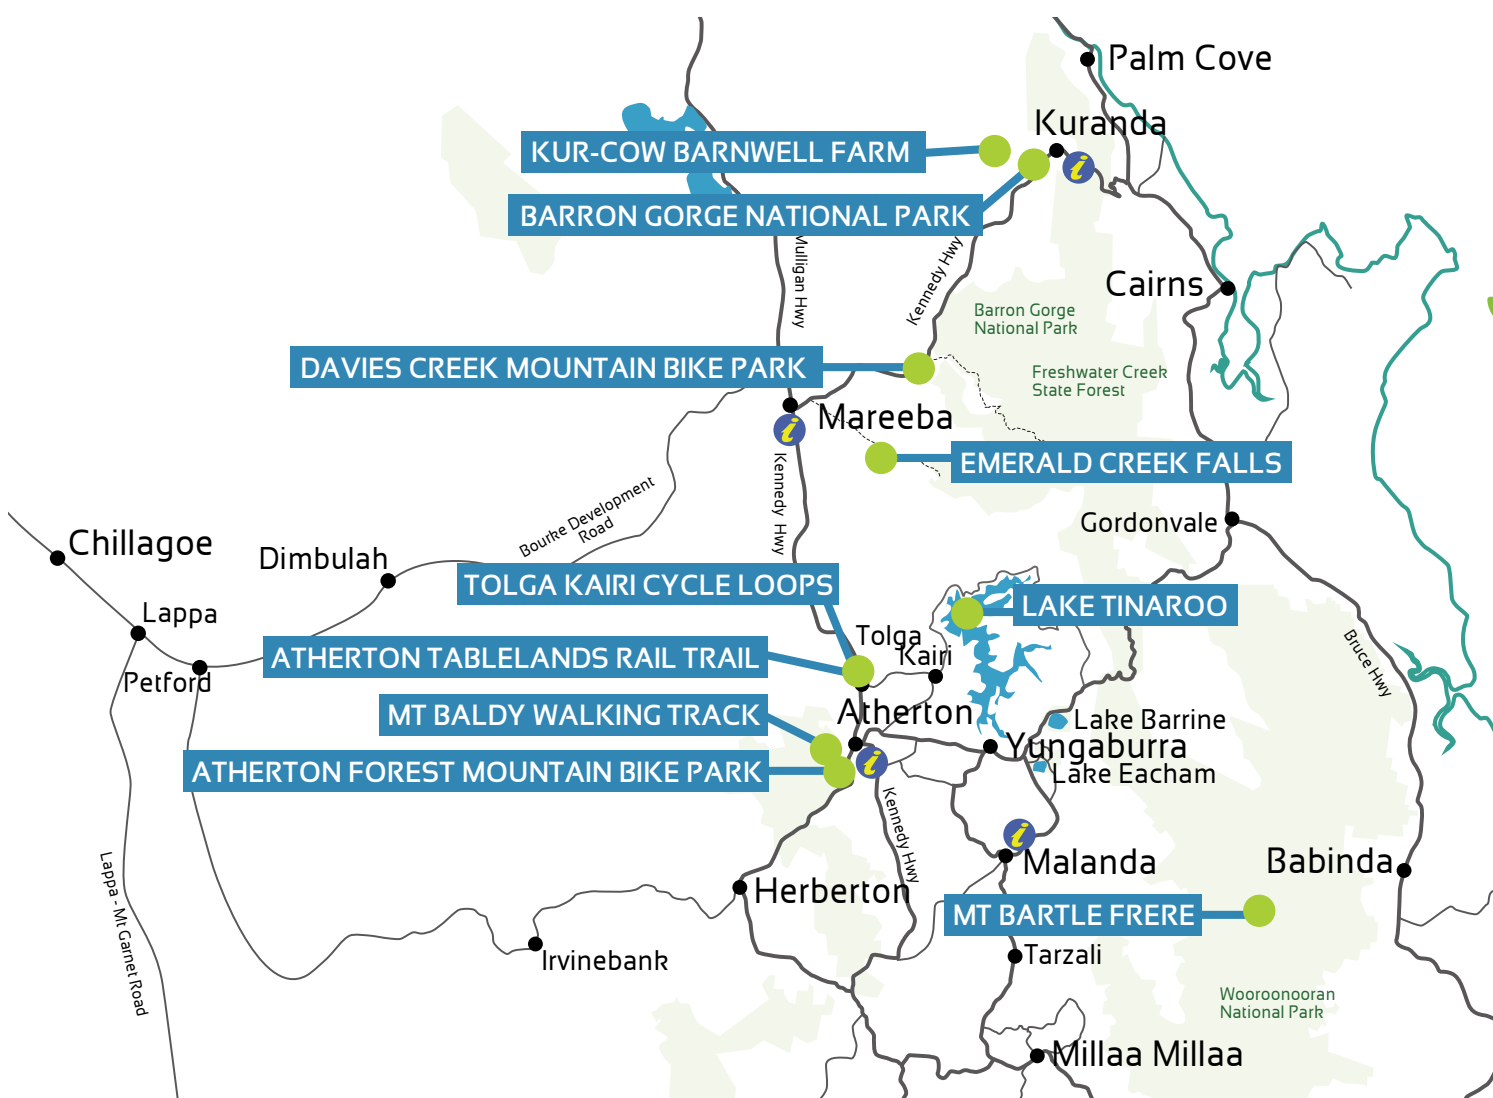 Palm Cove
Kuranda
KUR-COW BARNWELL FARM
i
BARRON GORGE NATIONAL PARK
Mulligan Hwy
Kennedy Hwy
Cairns
Barron Gorge
National Park
DAVIES CREEK MOUNTAIN BIKE PARK
Freshwater Creek
State Forest
Mareeba
i
EMERALD CREEK FALLS
Kennedy Hwy
Bourke Development
Road
Gordonvale
Chillagoe
Dimbulah
TOLGA KAIRI CYCLE LOOPS
LAKE TINAROO
Lappa
Tolga
Kairi
ATHERTON TABLELANDS RAIL TRAIL
Bruce Hwy
Petford
MT BALDY WALKING TRACK
Atherton
Lake Barrine
Yungaburra
i
ATHERTON FOREST MOUNTAIN BIKE PARK
Lake Eacham
Kennedy Hwy
i
Malanda
Babinda
Lappa - Mt Garnet Road
Herberton
MT BARTLE FRERE
Irvinebank
Tarzali
Wooroonooran
National Park
Millaa Millaa